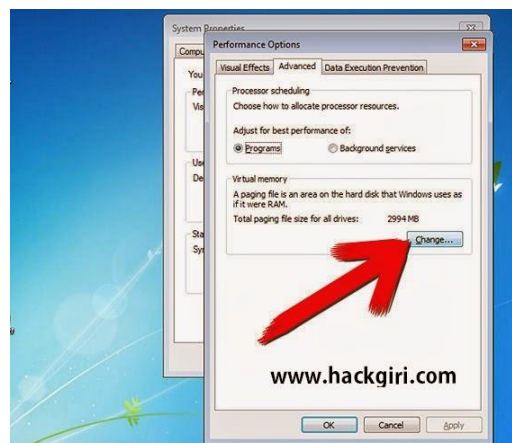 System Properties
Performance Options
Visual Effects
Advanced
Data Execution Prevention
Processor scheduling
Choose how to allocate processor resources.
Adjust for best performance of:
Programs
Background services
Virtual memory
A paging file is an area on the hard disk that Windows uses as
if it were RAM.
Total paging file size for all drives: 2994 MB
Change...
www.hackgiri.com
OK
Cancel
Apply